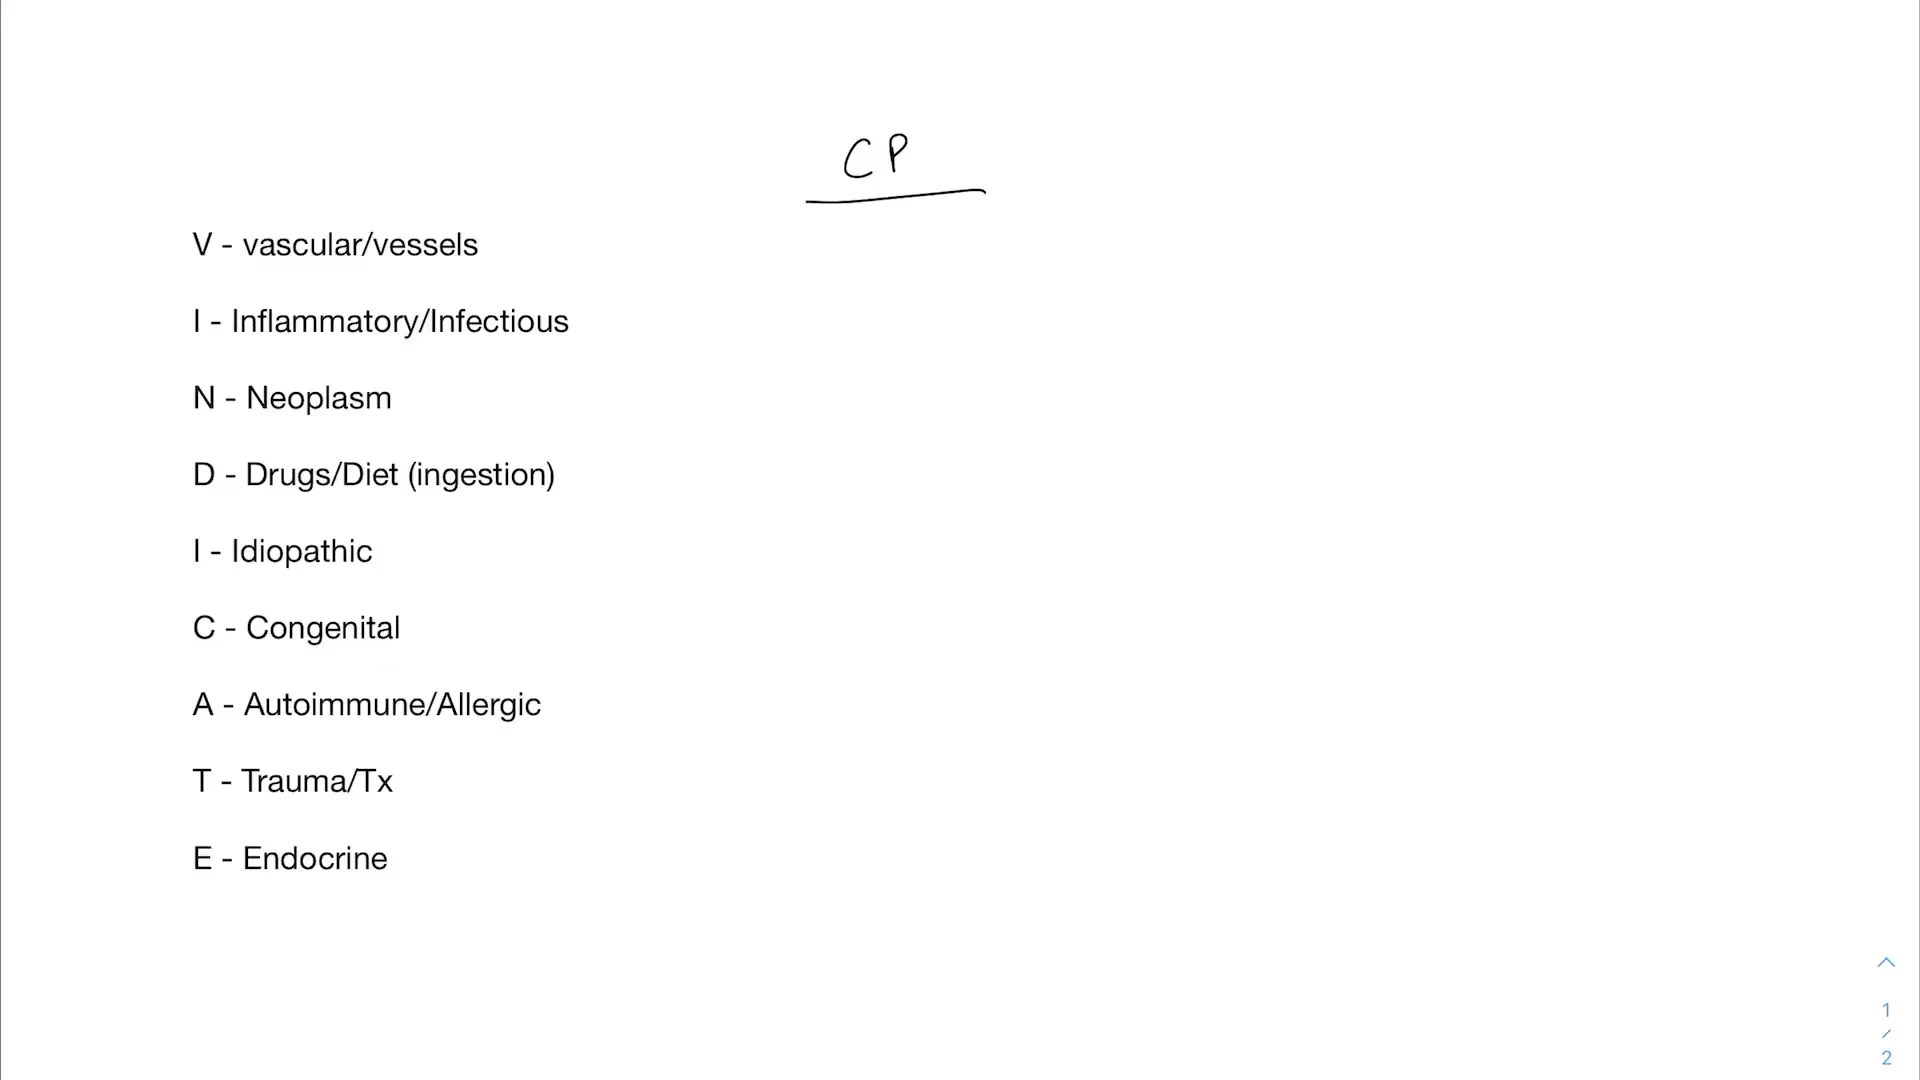 CP
V - vascular/vessels
I - Inflammatory/Infectious
N - Neoplasm
D - Drugs/Diet (ingestion)
I - Idiopathic
C - Congenital
A - Autoimmune/Allergic
T - Trauma/Tx
E - Endocrine
1
/
2